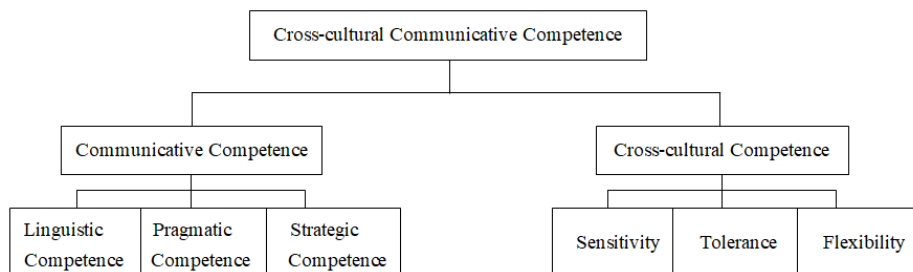 Cross-cultural Communicative Competence
Communicative Competence
Cross-cultural Competence
Linguistic
Competence
Pragmatic
Competence
Strategic
Competence
Sensitivity
Tolerance
Flexibility